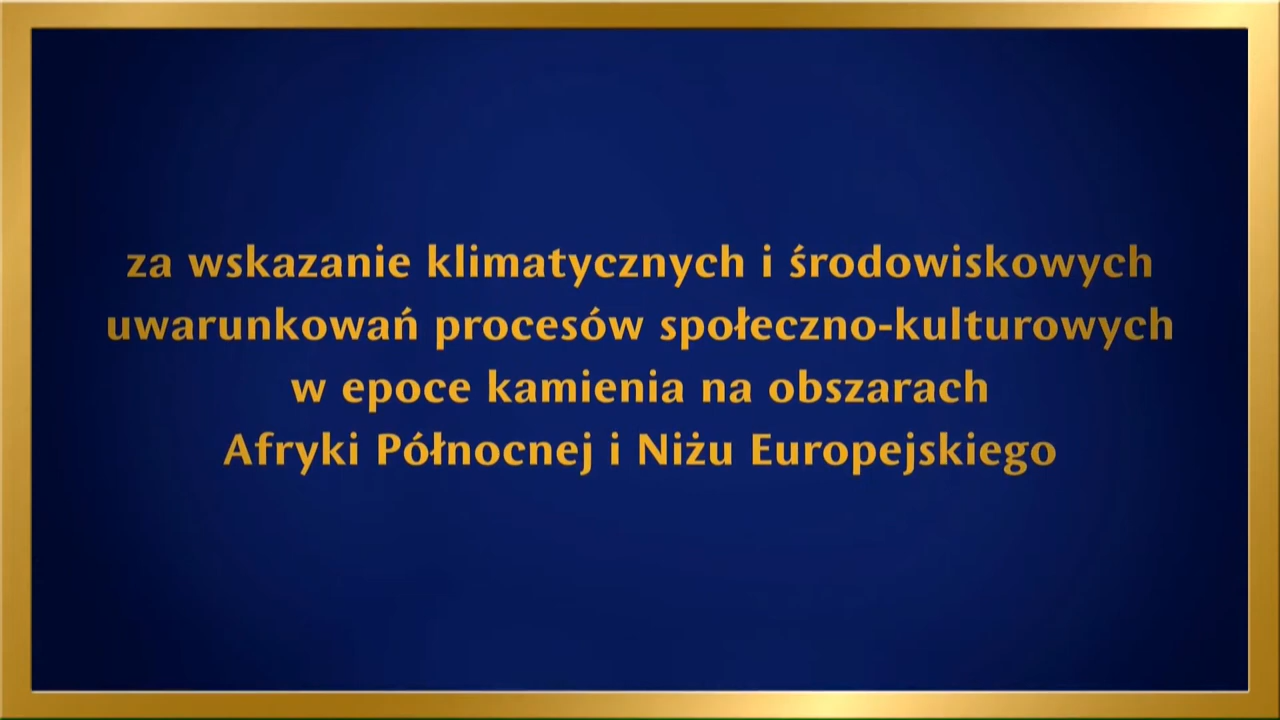 za wskazanie klimatycznych i środowiskowych
uwarunkowań procesów społeczno-kulturowych
w epoce kamienia na obszarach
Afryki Północnej i Niżu Europejskiego